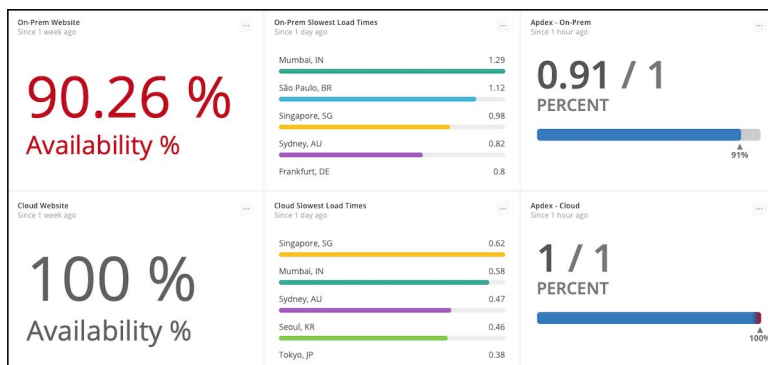 On-Prem Website
Since 1 week ago
...
90.26 %
Availability %
On-Prem Slowest Load Times
Since 1 day ago
...
Mumbai, IN 1.29
São Paulo, BR 1.12
Singapore, SG 0.98
Sydney, AU 0.82
Frankfurt, DE 0.8
Apdex - On-Prem
Since 1 hour ago
...
0.91 / 1
PERCENT
91%
Cloud Website
Since 1 week ago
...
100 %
Availability %
Cloud Slowest Load Times
Since 1 day ago
...
Singapore, SG 0.62
Mumbai, IN 0.58
Sydney, AU 0.47
Seoul, KR 0.46
Tokyo, JP 0.38
Apdex - Cloud
Since 1 hour ago
...
1 / 1
PERCENT
100%